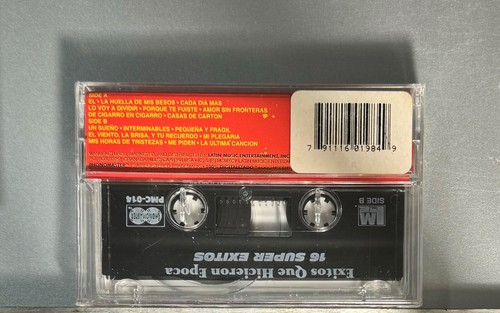 SIDE A
EL • LA HUELLA DE MIS BESOS • CADA DIA MAS
LO VOY A DIVIDIR • PORQUE TE FUISTE • AMOR SIN FRONTERAS
DE CIGARRO EN CIGARRO • CASAS DE CARTON
SIDE B
UN SUEÑO • INTERMINABLES • PEQUEÑA Y FRAGIL
EL VIENTO, LA BRISA, Y TU RECUERDO • MI PLEGARIA
MIS HORAS DE TRISTEZAS • ME PIDEN • LA ULTIMA CANCION
LATIN MUSIC ENTERTAINMENT, INC.
7 91116 01984 9
PMC-014
SIDE B
LM
Exitos Que Hicieron Epoca
16 SUPER EXITOS